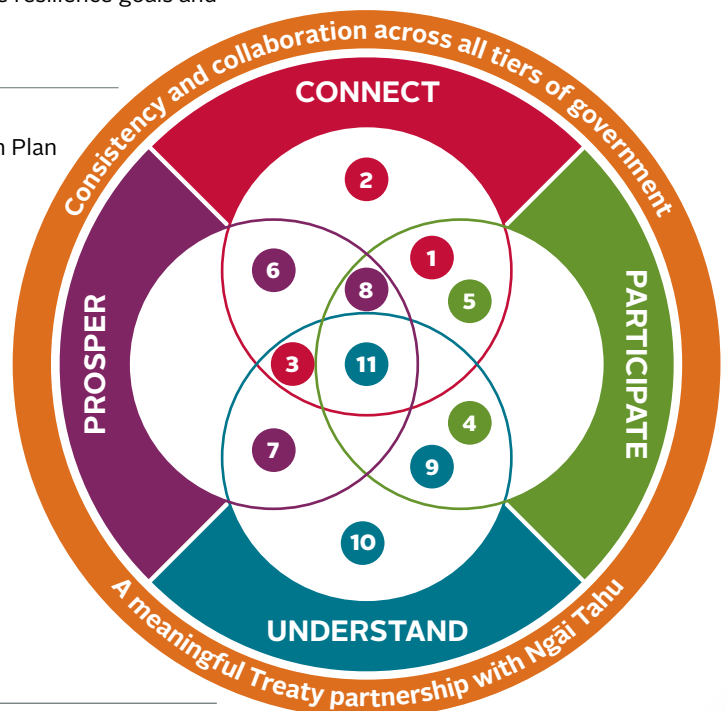 s resilience goals and
n Plan
Consistency and collaboration across all tiers of government
CONNECT
2
1
6
8
5
PROSPER
PARTICIPATE
3
11
4
7
9
10
UNDERSTAND
A meaningful Treaty partnership with Ngāi Tahu